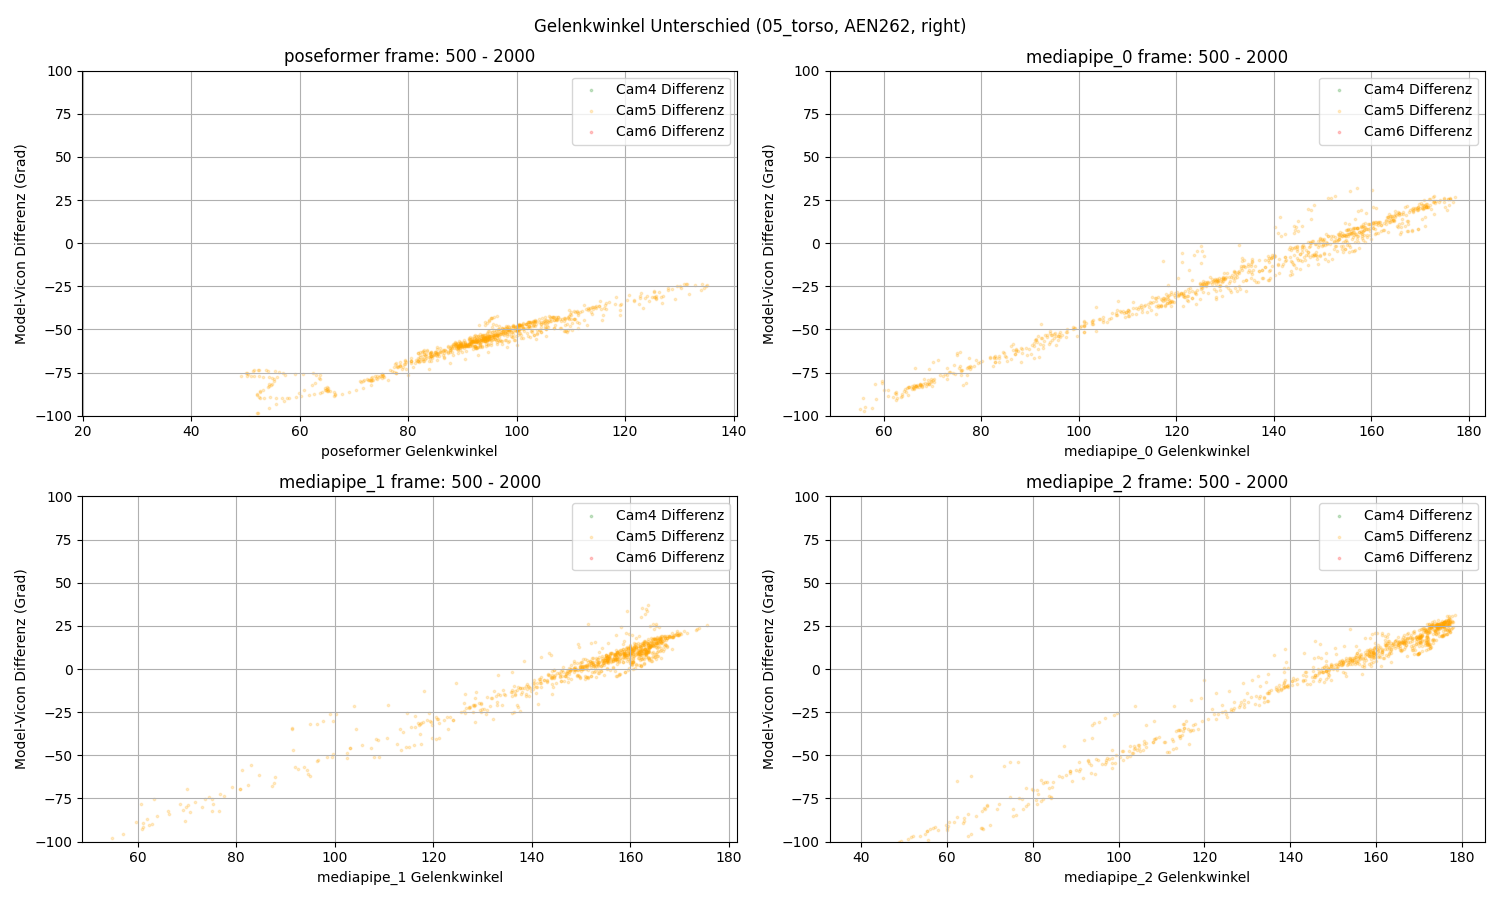 Gelenkwinkel Unterschied (05_torso, AEN262, right)
poseformer frame: 500 - 2000
100
75
50
25
0
−25
−50
−75
−100
Model-Vicon Differenz (Grad)
Cam4 Differenz
Cam5 Differenz
Cam6 Differenz
20 40 60 80 100 120 140
poseformer Gelenkwinkel
mediapipe_0 frame: 500 - 2000
100
75
50
25
0
−25
−50
−75
−100
Model-Vicon Differenz (Grad)
Cam4 Differenz
Cam5 Differenz
Cam6 Differenz
60 80 100 120 140 160 180
mediapipe_0 Gelenkwinkel
mediapipe_1 frame: 500 - 2000
100
75
50
25
0
−25
−50
−75
−100
Model-Vicon Differenz (Grad)
Cam4 Differenz
Cam5 Differenz
Cam6 Differenz
60 80 100 120 140 160 180
mediapipe_1 Gelenkwinkel
mediapipe_2 frame: 500 - 2000
100
75
50
25
0
−25
−50
−75
−100
Model-Vicon Differenz (Grad)
Cam4 Differenz
Cam5 Differenz
Cam6 Differenz
40 60 80 100 120 140 160 180
mediapipe_2 Gelenkwinkel